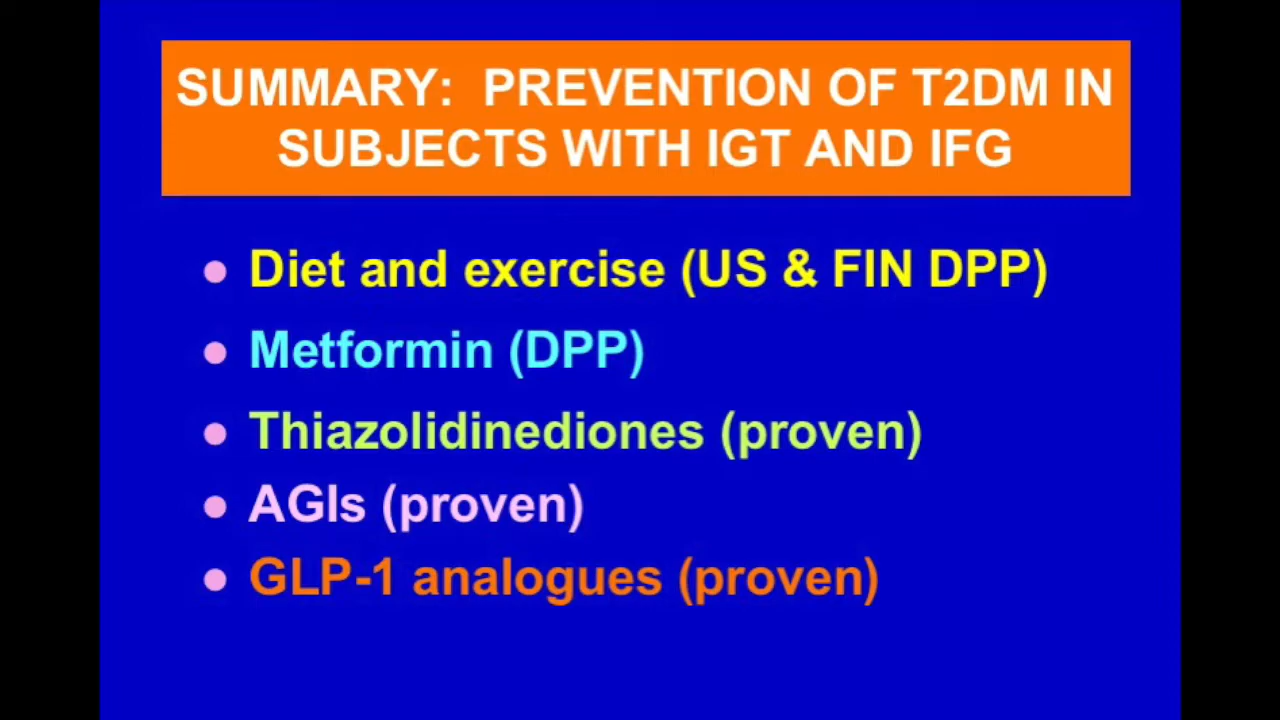 SUMMARY: PREVENTION OF T2DM IN
SUBJECTS WITH IGT AND IFG
● Diet and exercise (US & FIN DPP)
● Metformin (DPP)
● Thiazolidinediones (proven)
● AGIs (proven)
● GLP-1 analogues (proven)